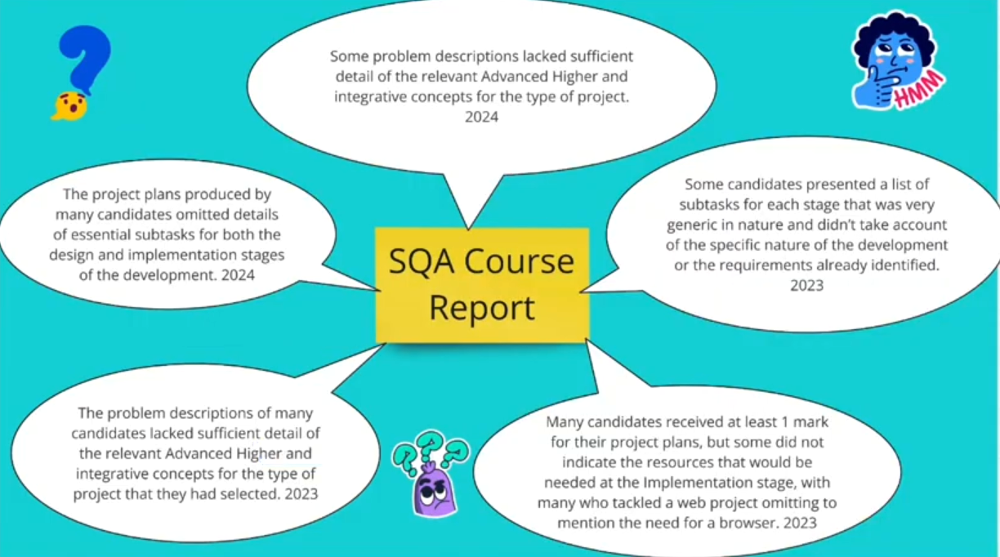 Some problem descriptions lacked sufficient
detail of the relevant Advanced Higher and
integrative concepts for the type of project.
2024
HMM
The project plans produced by
many candidates omitted details
of essential subtasks for both the
design and implementation stages
of the development. 2024
Some candidates presented a list of
subtasks for each stage that was very
generic in nature and didn't take account
of the specific nature of the development
or the requirements already identified.
2023
SQA Course
Report
The problem descriptions of many
candidates lacked sufficient detail of
the relevant Advanced Higher and
integrative concepts for the type of
project that they had selected. 2023
Many candidates received at least 1 mark
for their project plans, but some did not
indicate the resources that would be
needed at the Implementation stage, with
many who tackled a web project omitting to
mention the need for a browser. 2023